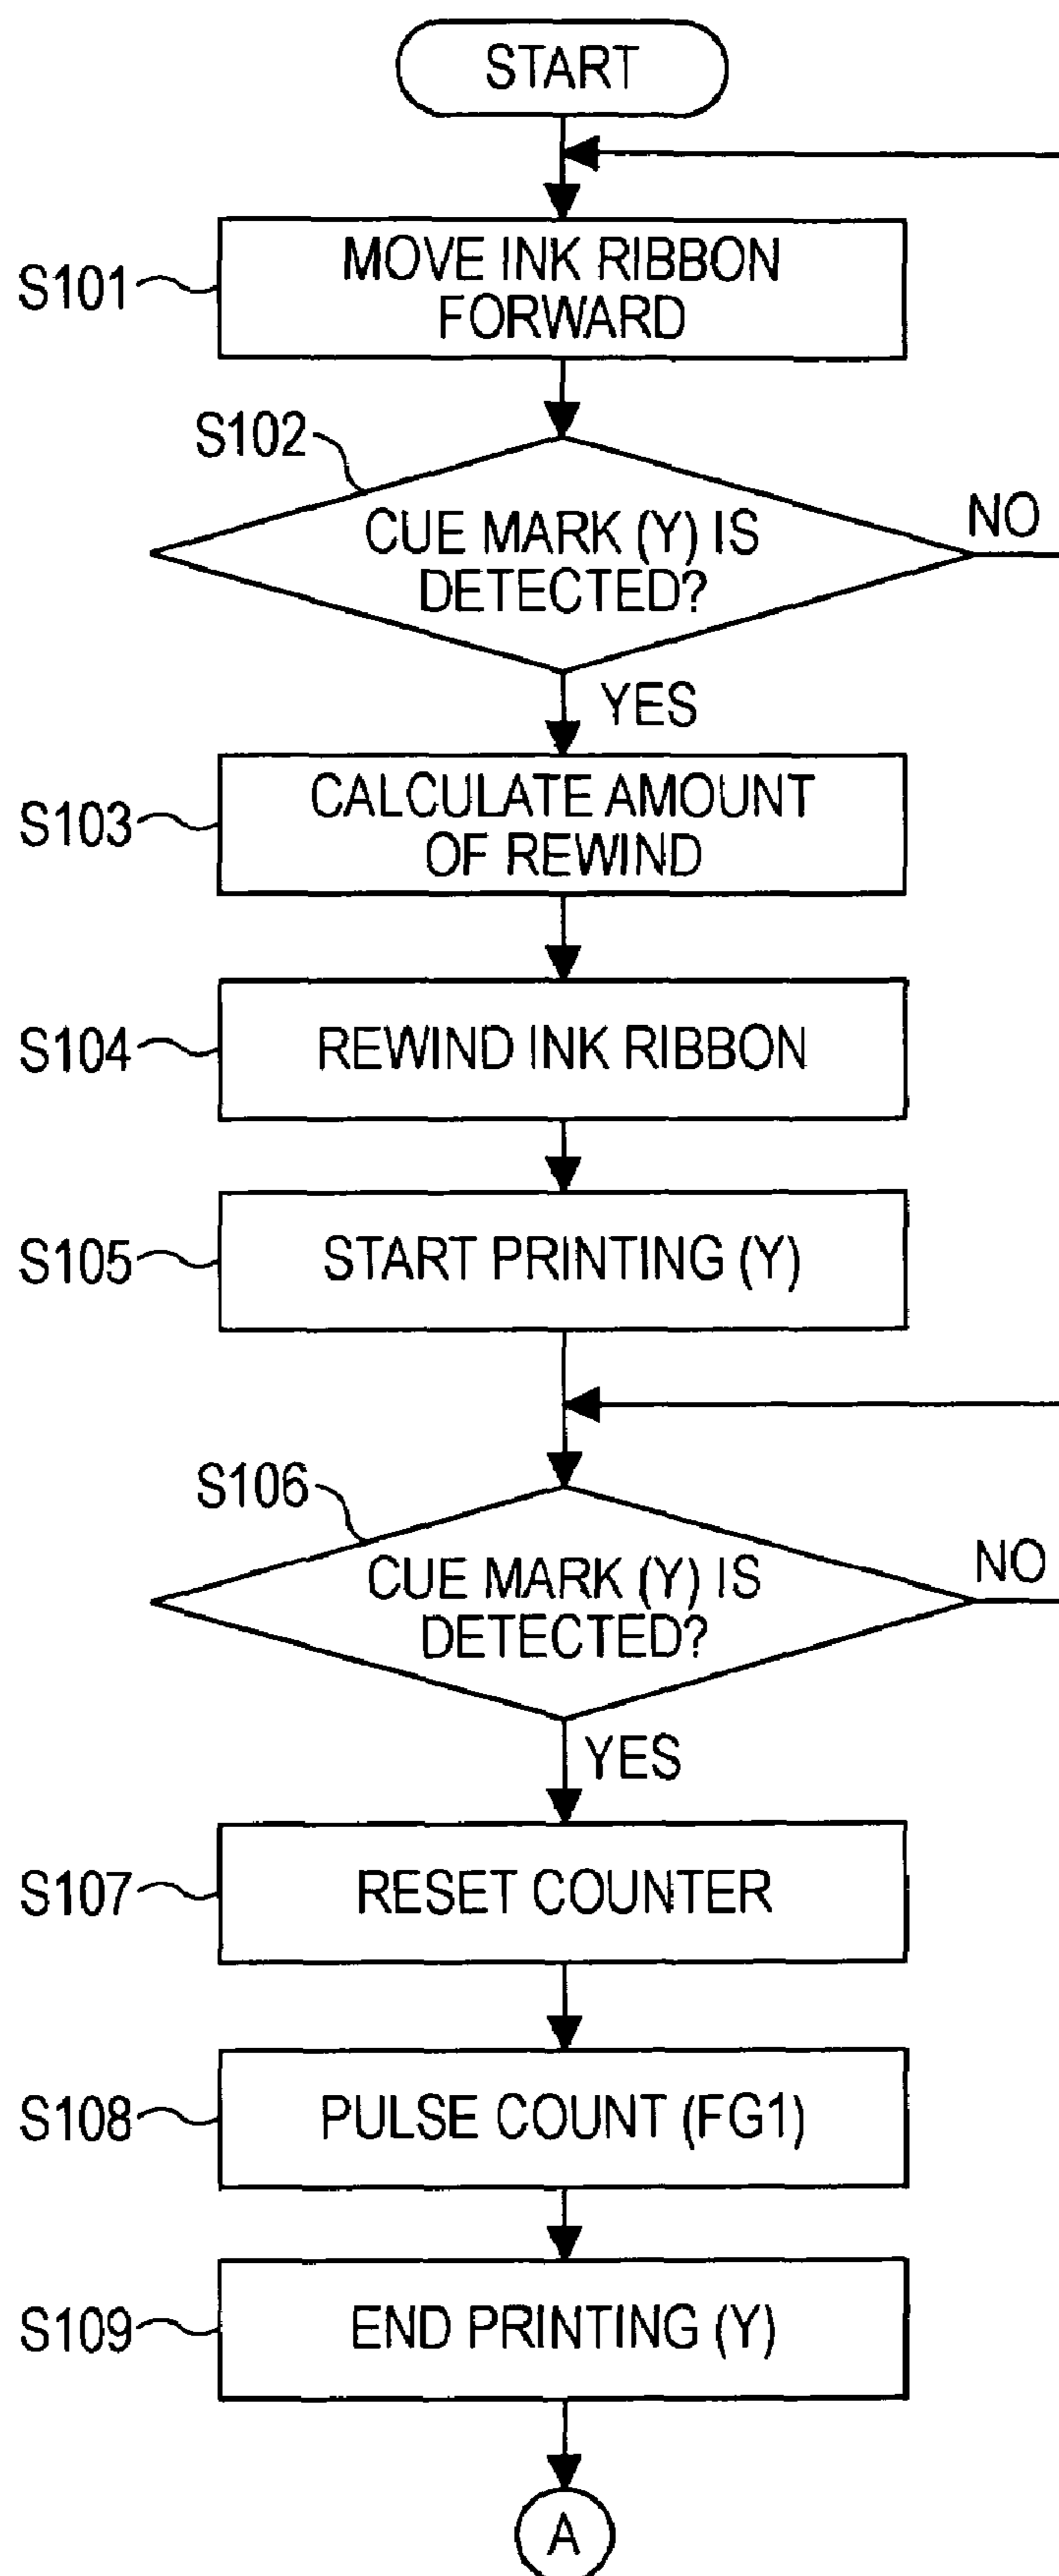 START
S101
MOVE INK RIBBON
FORWARD
S102
CUE MARK (Y) IS
DETECTED?
NO
YES
S103
CALCULATE AMOUNT
OF REWIND
S104
REWIND INK RIBBON
S105
START PRINTING (Y)
S106
CUE MARK (Y) IS
DETECTED?
NO
YES
S107
RESET COUNTER
S108
PULSE COUNT (FG1)
S109
END PRINTING (Y)
A